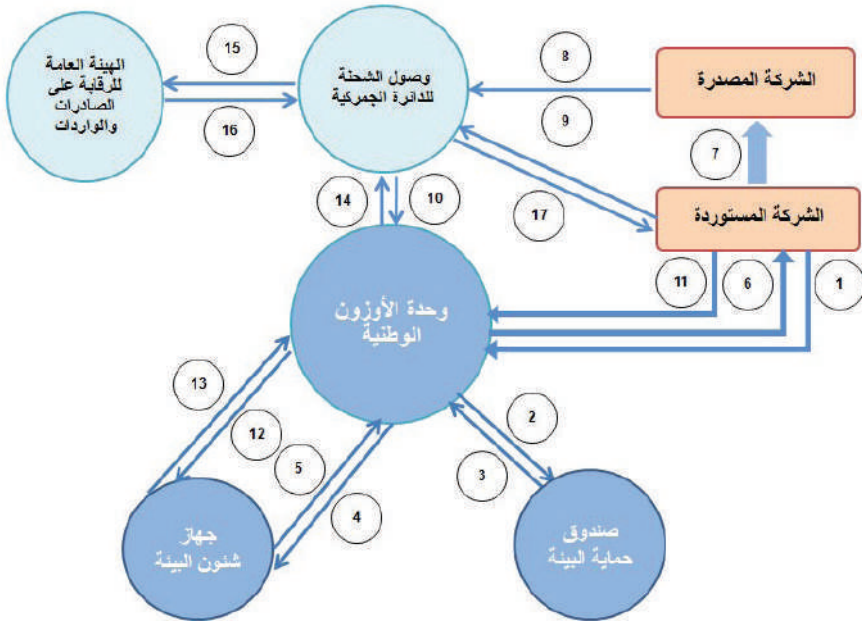 15
16
8
9
7
14
10
17
11
6
1
13
12
5
4
2
3
الهيئة العامة
للرقابة على
الصادرات
والواردات
وصول الشحنة
للدائرة الجمركية
الشركة المصدرة
الشركة المستوردة
وحدة الأوزون
الوطنية
جهاز
شئون البيئة
صندوق
حماية البيئة